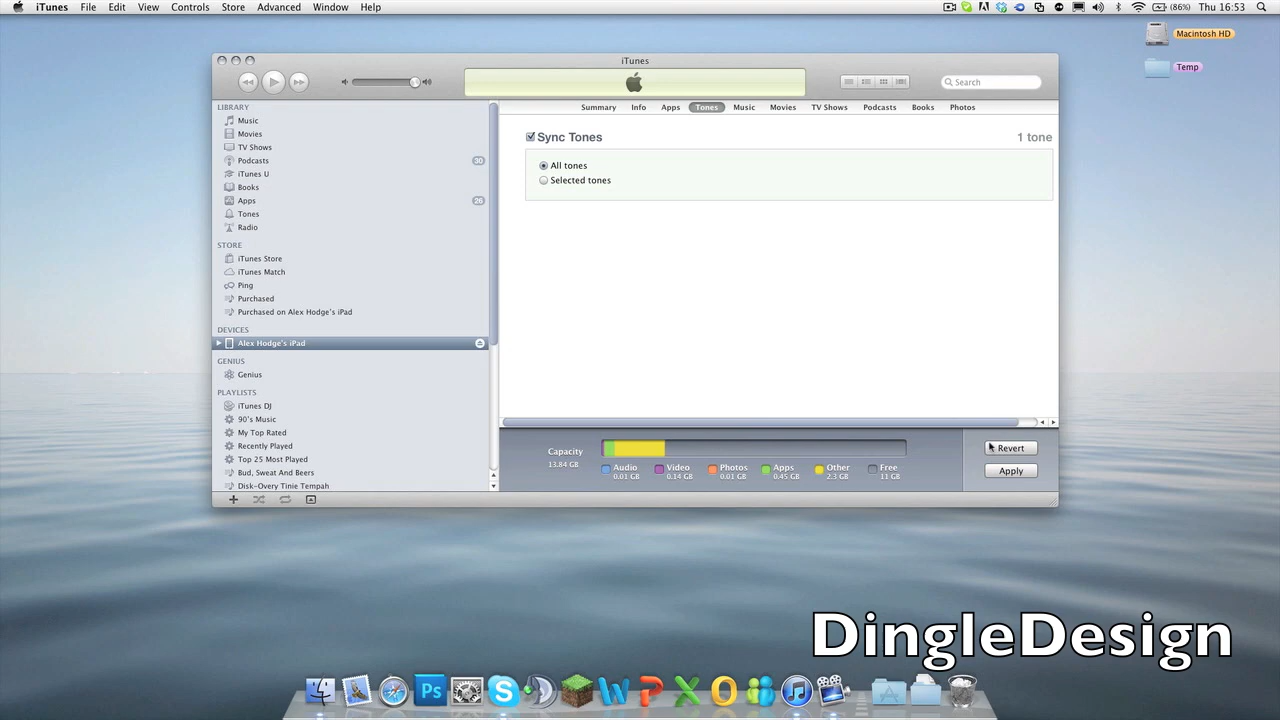 iTunes File Edit View Controls Store Advanced Window Help (86%) Thu 16:53
Macintosh HD
Temp
iTunes
Search
LIBRARY
Music
Movies
TV Shows
Podcasts 30
iTunes U
Books
Apps 26
Tones
Radio
STORE
iTunes Store
iTunes Match
Ping
Purchased
Purchased on Alex Hodge's iPad
DEVICES
Alex Hodge's iPad
GENIUS
Genius
PLAYLISTS
iTunes DJ
90's Music
My Top Rated
Recently Played
Top 25 Most Played
Bud, Sweat And Beers
Disk-Overy Tinie Tempah
Summary Info Apps Tones Music Movies TV Shows Podcasts Books Photos
Sync Tones 1 tone
All tones
Selected tones
Capacity
13.84 GB
Audio Video Photos Apps Other Free
0.01 GB 0.14 GB 0.01 GB 0.45 GB 2.3 GB 11 GB
Revert
Apply
DingleDesign
Ps